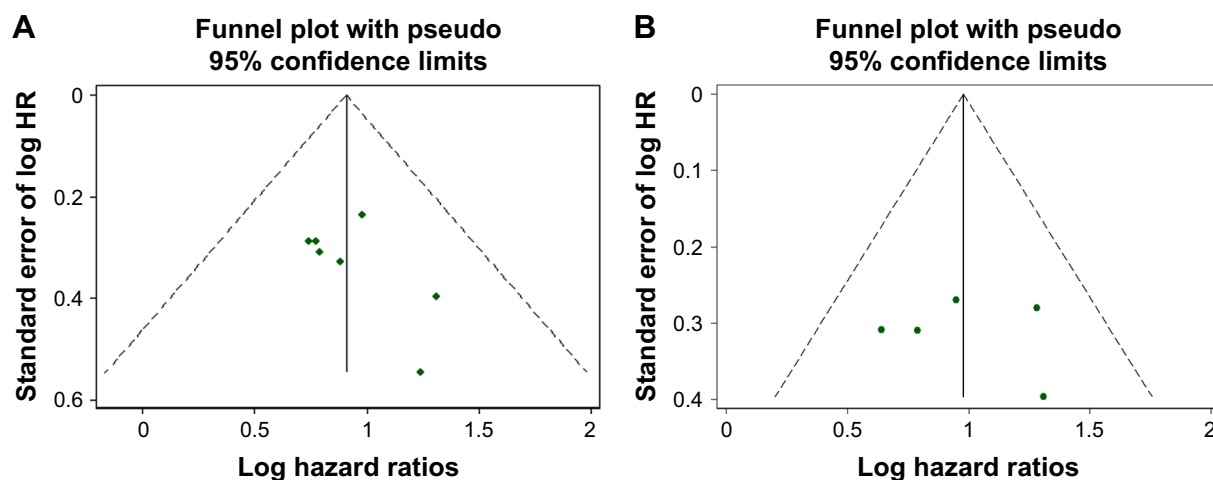 A
Funnel plot with pseudo
95% confidence limits
Standard error of log HR
0
0.2
0.4
0.6
0
0.5
1
1.5
2
Log hazard ratios
B
Funnel plot with pseudo
95% confidence limits
Standard error of log HR
0
0.1
0.2
0.3
0.4
0
0.5
1
1.5
2
Log hazard ratios